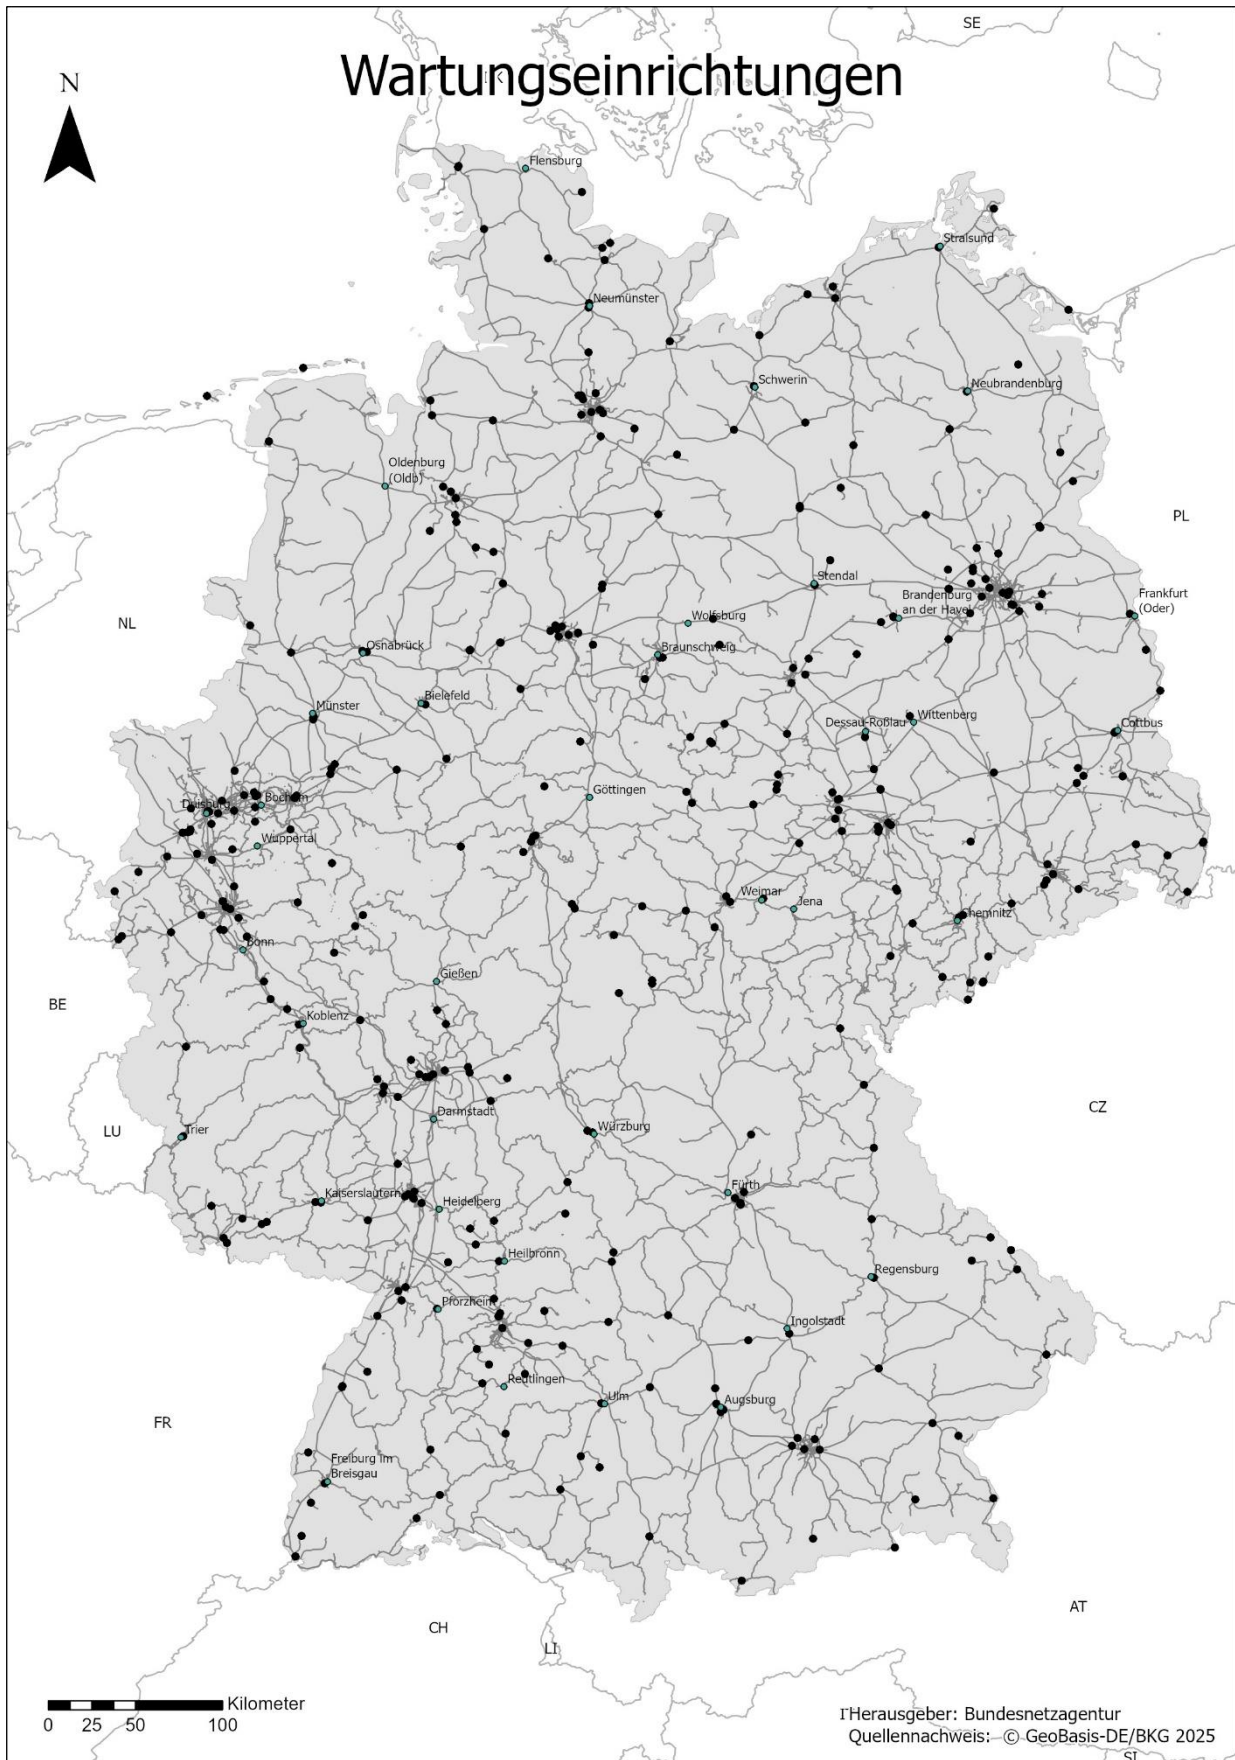 SE
Wartungseinrichtungen
N
Flensburg
Stralsund
Neumünster
Schwerin
Neubrandenburg
Oldenburg
(Oldb)
PL
Stendal
Brandenburg
an der Havel
Frankfurt
(Oder)
NL
Wolfsburg
Osnabrück
Braunschweig
Bielefeld
Münster
Dessau-Roßlau
Wittenberg
Cottbus
Göttingen
Duisburg
Bochum
Wuppertal
Weimar
Jena
Chemnitz
Bonn
Gießen
BE
Koblenz
CZ
Darmstadt
LU
Trier
Würzburg
Kaiserslautern
Fürth
Heidelberg
Heilbronn
Regensburg
Pforzheim
Ingolstadt
Reutlingen
Ulm
Augsburg
FR
Freiburg im
Breisgau
AT
CH
LI
Kilometer
0 25 50 100
Herausgeber: Bundesnetzagentur
Quellennachweis: © GeoBasis-DE/BKG 2025
SI